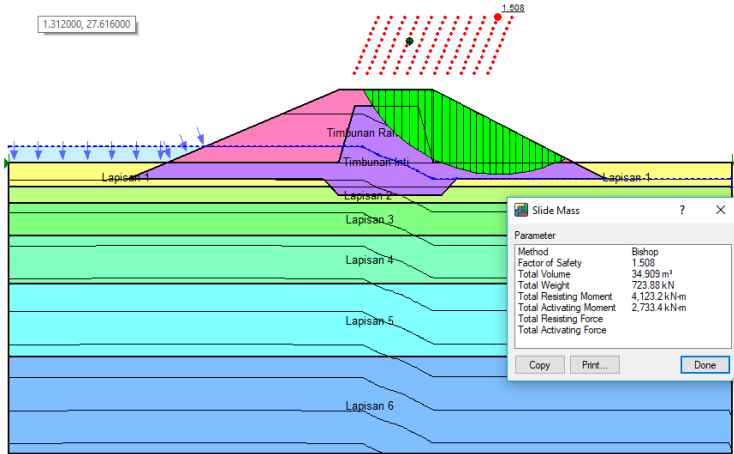 1.508
1.312000, 27.616000
Timbunan Ran
Timbunan Inti
Lapisan 1
Lapisan 1
Lapisan 2
Lapisan 3
Lapisan 4
Lapisan 5
Lapisan 6
Slide Mass
?
Parameter
Method Bishop
Factor of Safety 1.508
Total Volume 34.909 m³
Total Weight 723.88 kN
Total Resisting Moment 4,123.2 kN·m
Total Activating Moment 2,733.4 kN·m
Total Resisting Force
Total Activating Force
Copy Print... Done